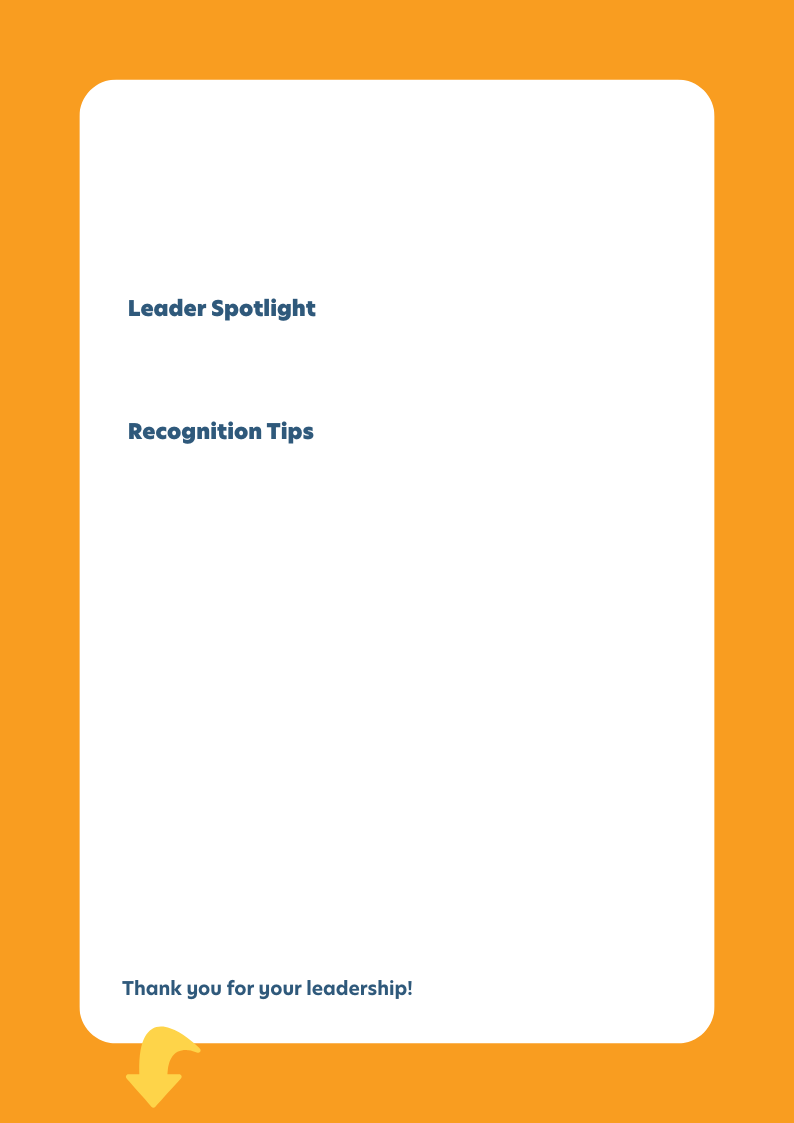 Leader Spotlight
Recognition Tips
Thank you for your leadership!